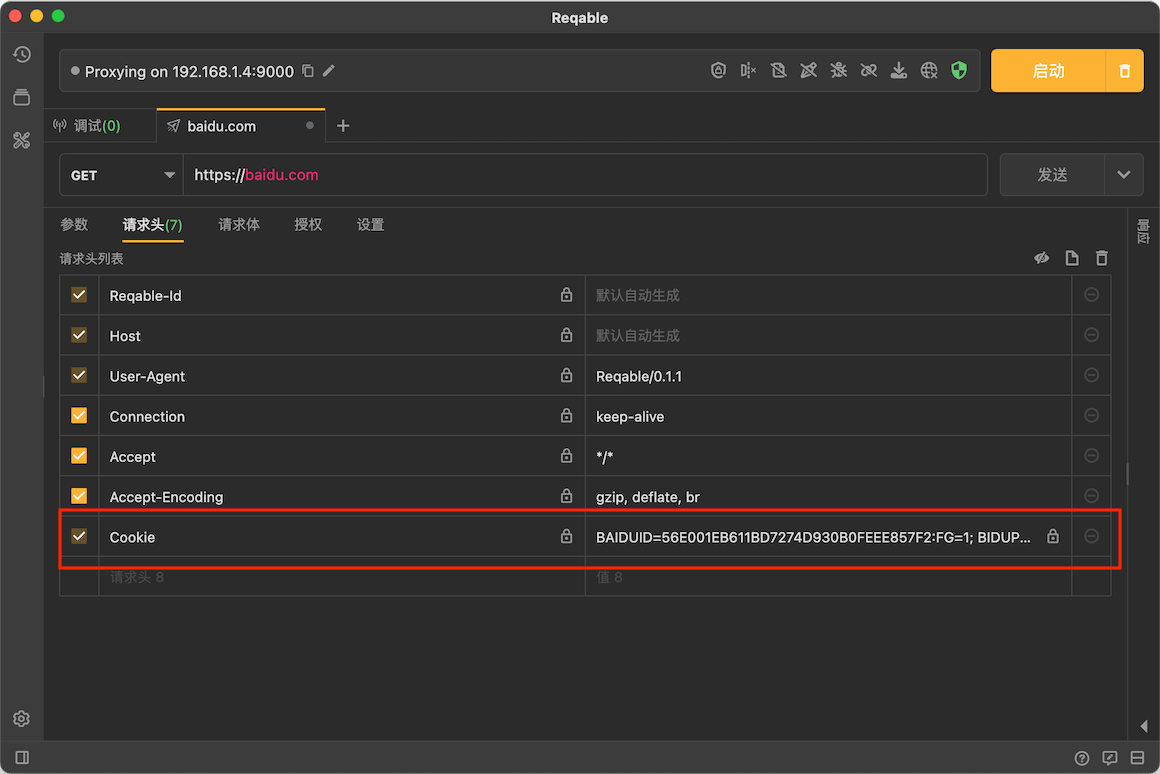 Reqable
Proxying on 192.168.1.4:9000
启动
调试(0)
baidu.com
GET
https://baidu.com
发送
参数
请求头(7)
请求体
授权
设置
响应
请求头列表
Reqable-Id
默认自动生成
Host
默认自动生成
User-Agent
Reqable/0.1.1
Connection
keep-alive
Accept
*/*
Accept-Encoding
gzip, deflate, br
Cookie
BAIDUID=56E001EB611BD7274D930B0FEEE857F2:FG=1; BIDUP...
请求头 8
值 8